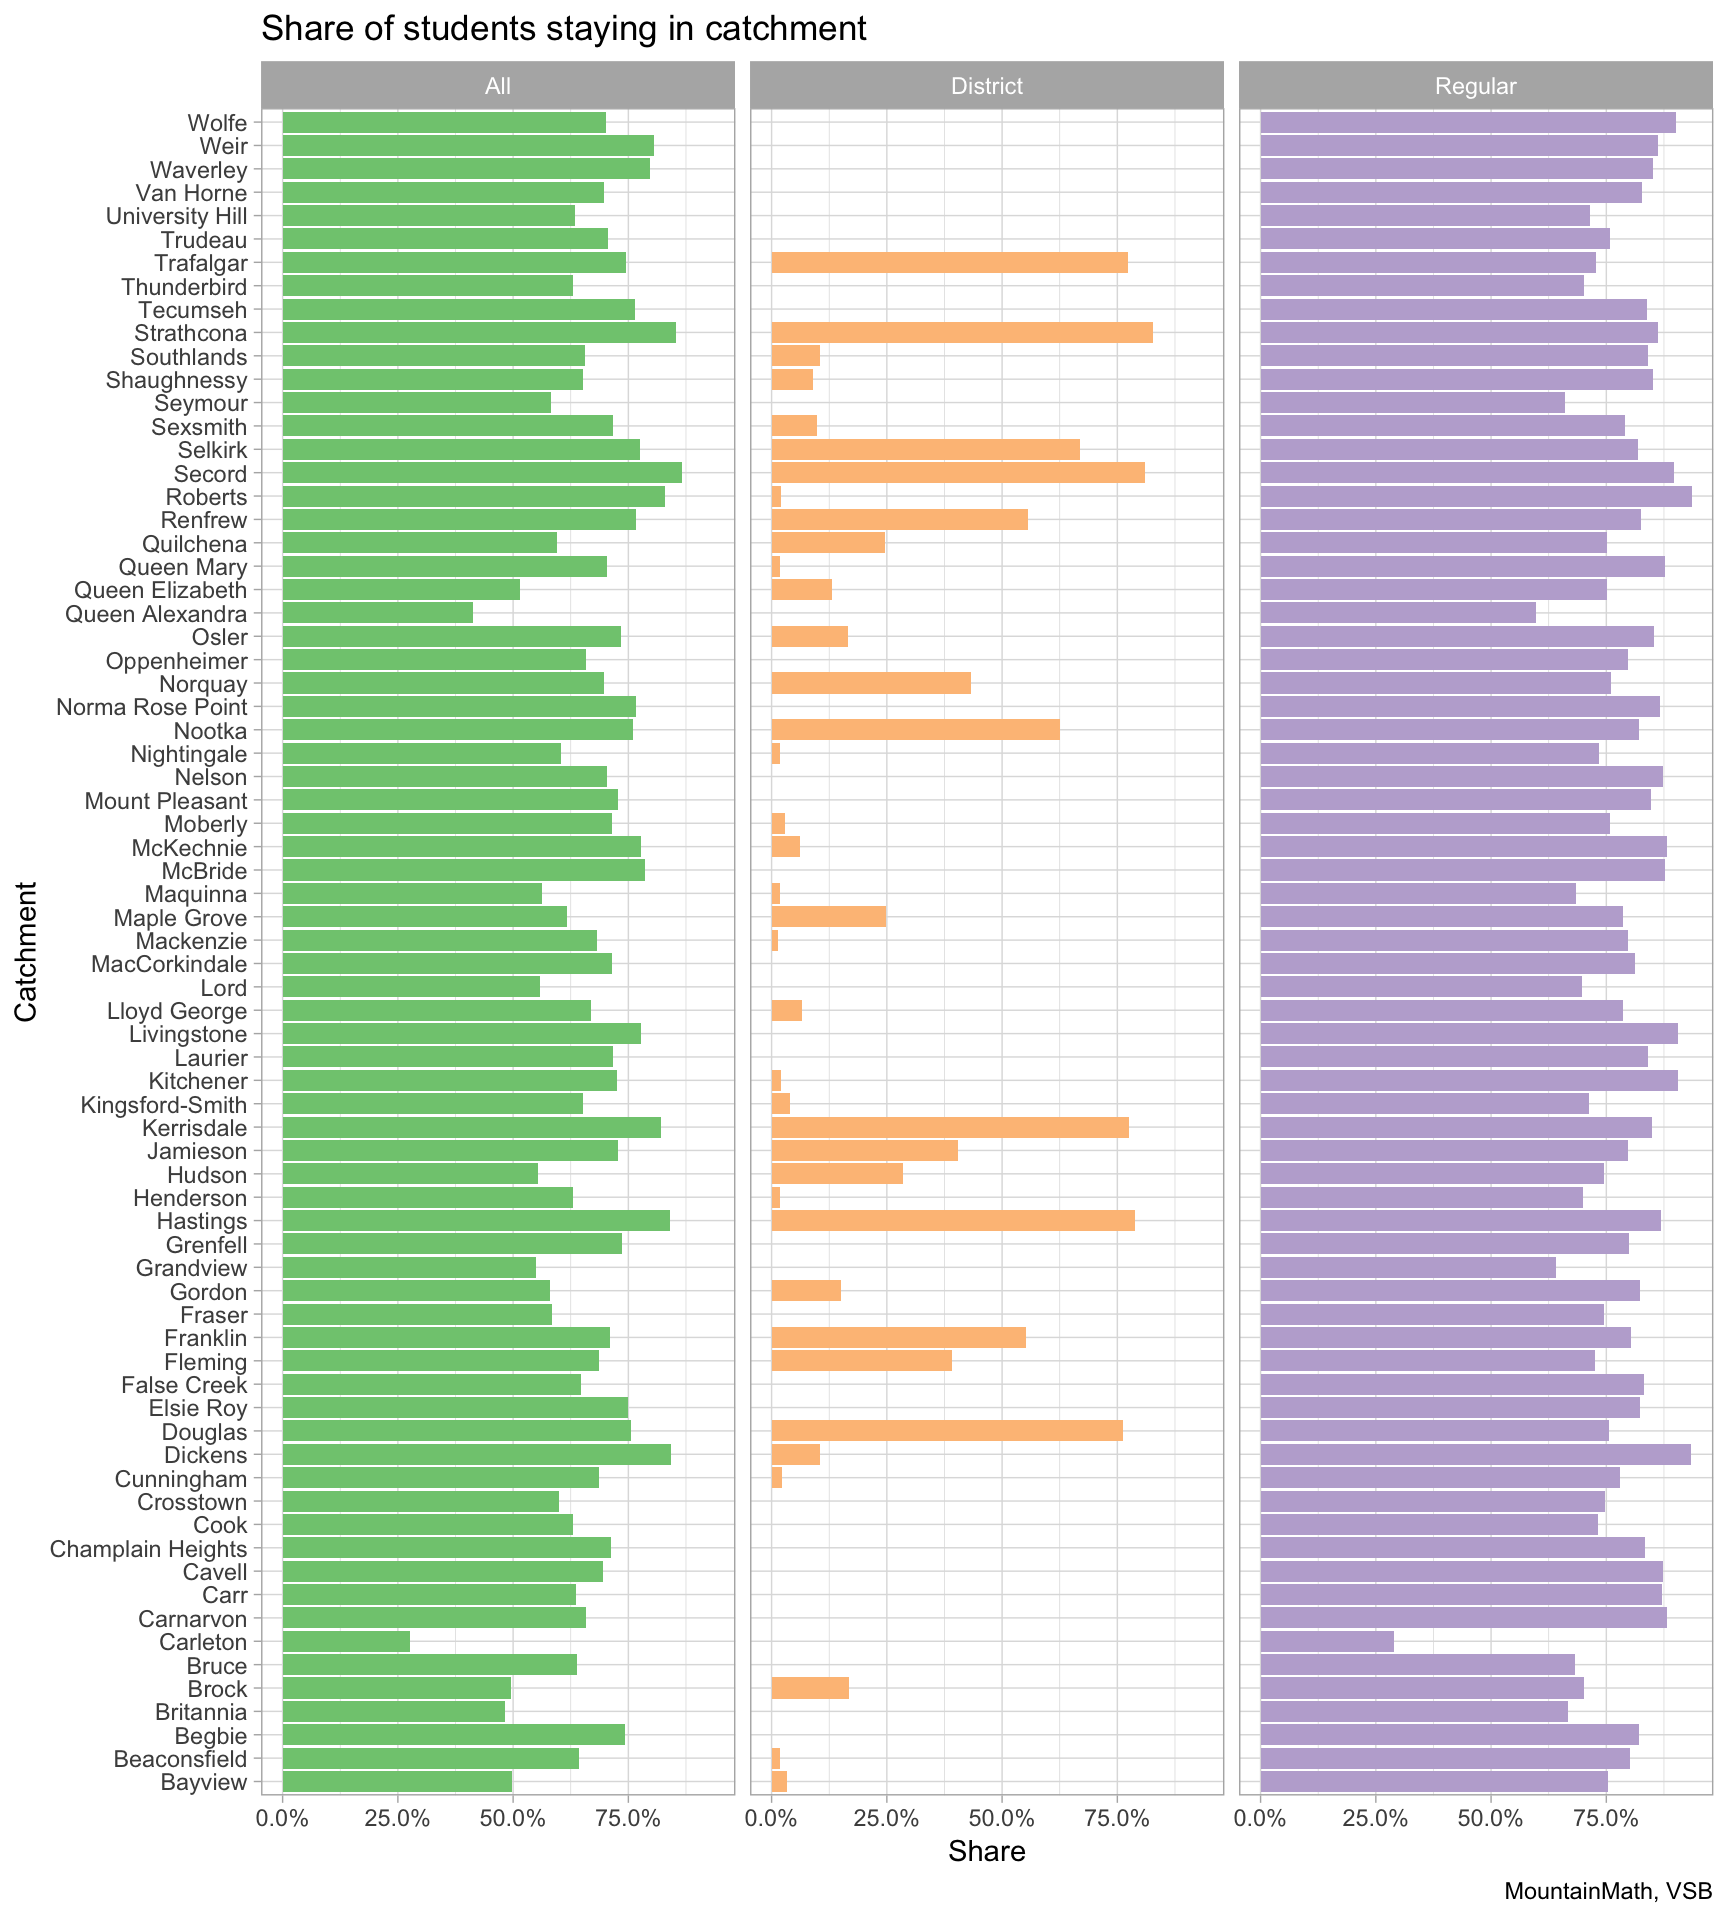 Share of students staying in catchment
All
District
Regular
Catchment
Wolfe
Weir
Waverley
Van Horne
University Hill
Trudeau
Trafalgar
Thunderbird
Tecumseh
Strathcona
Southlands
Shaughnessy
Seymour
Sexsmith
Selkirk
Secord
Roberts
Renfrew
Quilchena
Queen Mary
Queen Elizabeth
Queen Alexandra
Osler
Oppenheimer
Norquay
Norma Rose Point
Nootka
Nightingale
Nelson
Mount Pleasant
Moberly
McKechnie
McBride
Maquinna
Maple Grove
Mackenzie
MacCorkindale
Lord
Lloyd George
Livingstone
Laurier
Kitchener
Kingsford-Smith
Kerrisdale
Jamieson
Hudson
Henderson
Hastings
Grenfell
Grandview
Gordon
Fraser
Franklin
Fleming
False Creek
Elsie Roy
Douglas
Dickens
Cunningham
Crosstown
Cook
Champlain Heights
Cavell
Carr
Carnarvon
Carleton
Bruce
Brock
Britannia
Begbie
Beaconsfield
Bayview
0.0% 25.0% 50.0% 75.0%
0.0% 25.0% 50.0% 75.0%
0.0% 25.0% 50.0% 75.0%
Share
MountainMath, VSB